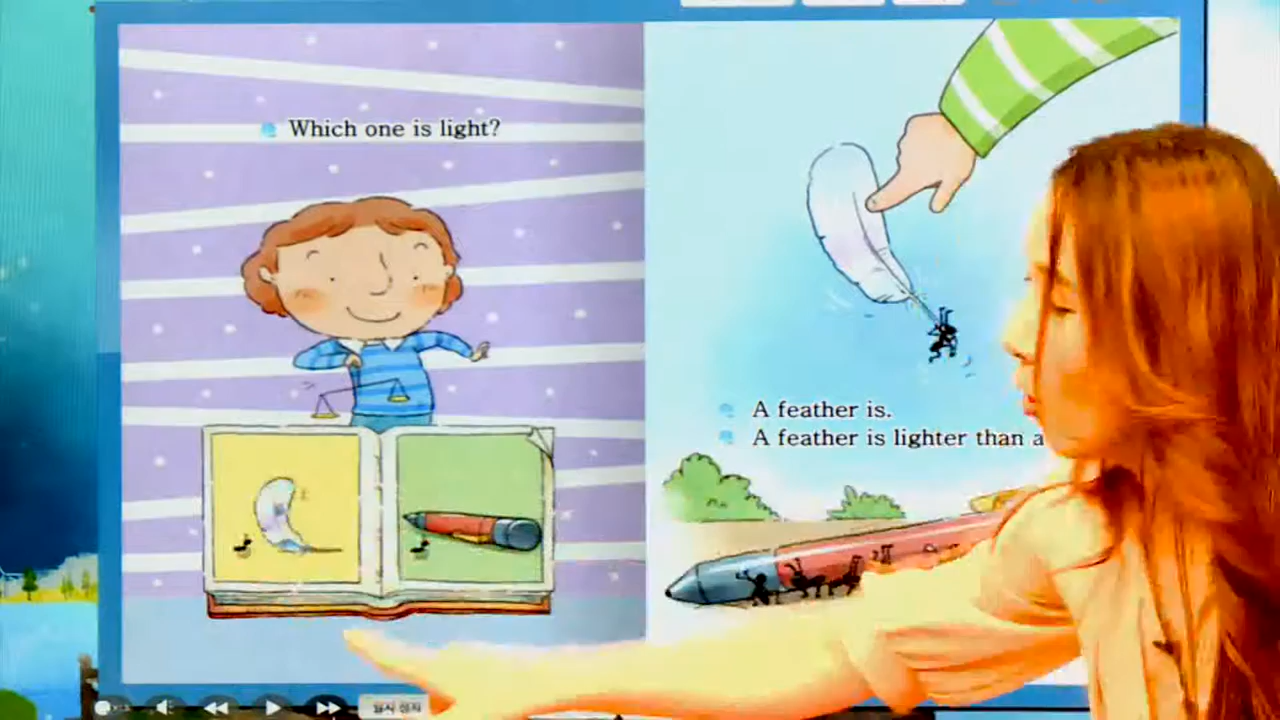 Which one is light?
A feather is.
A feather is lighter than a
일시 정지